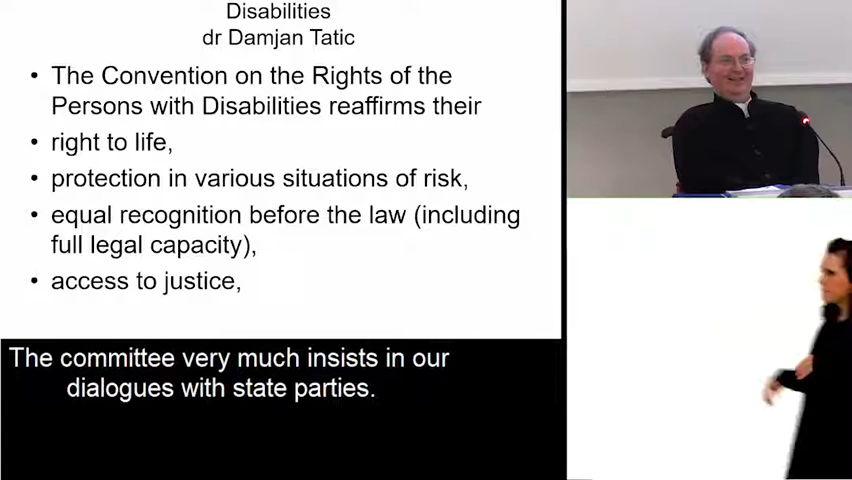 Disabilities
dr Damjan Tatic
• The Convention on the Rights of the
Persons with Disabilities reaffirms their
• right to life,
• protection in various situations of risk,
• equal recognition before the law (including
full legal capacity),
• access to justice,
The committee very much insists in our
dialogues with state parties.